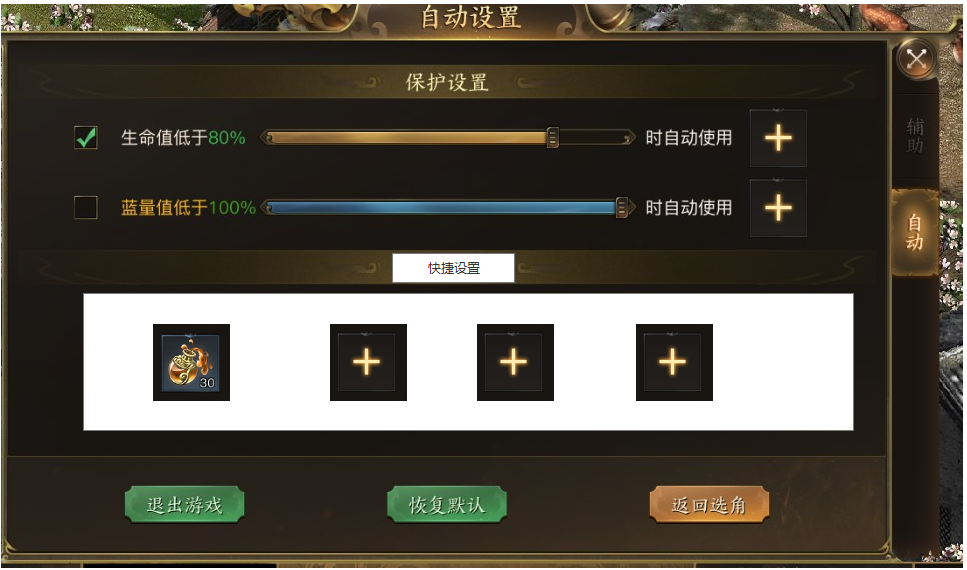 自动设置
保护设置
辅助
生命值低于80% 时自动使用
蓝量值低于100% 时自动使用
自动
快捷设置
30
退出游戏 恢复默认 返回选角